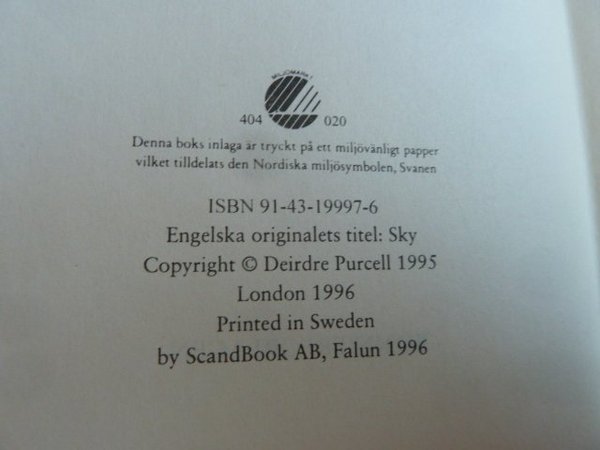 MILJÖMÄRKT
404 020
Denna boks inlaga är tryckt på ett miljövänligt papper
vilket tilldelats den Nordiska miljösymbolen, Svanen
ISBN 91-43-19997-6
Engelska originalets titel: Sky
Copyright © Deirdre Purcell 1995
London 1996
Printed in Sweden
by ScandBook AB, Falun 1996